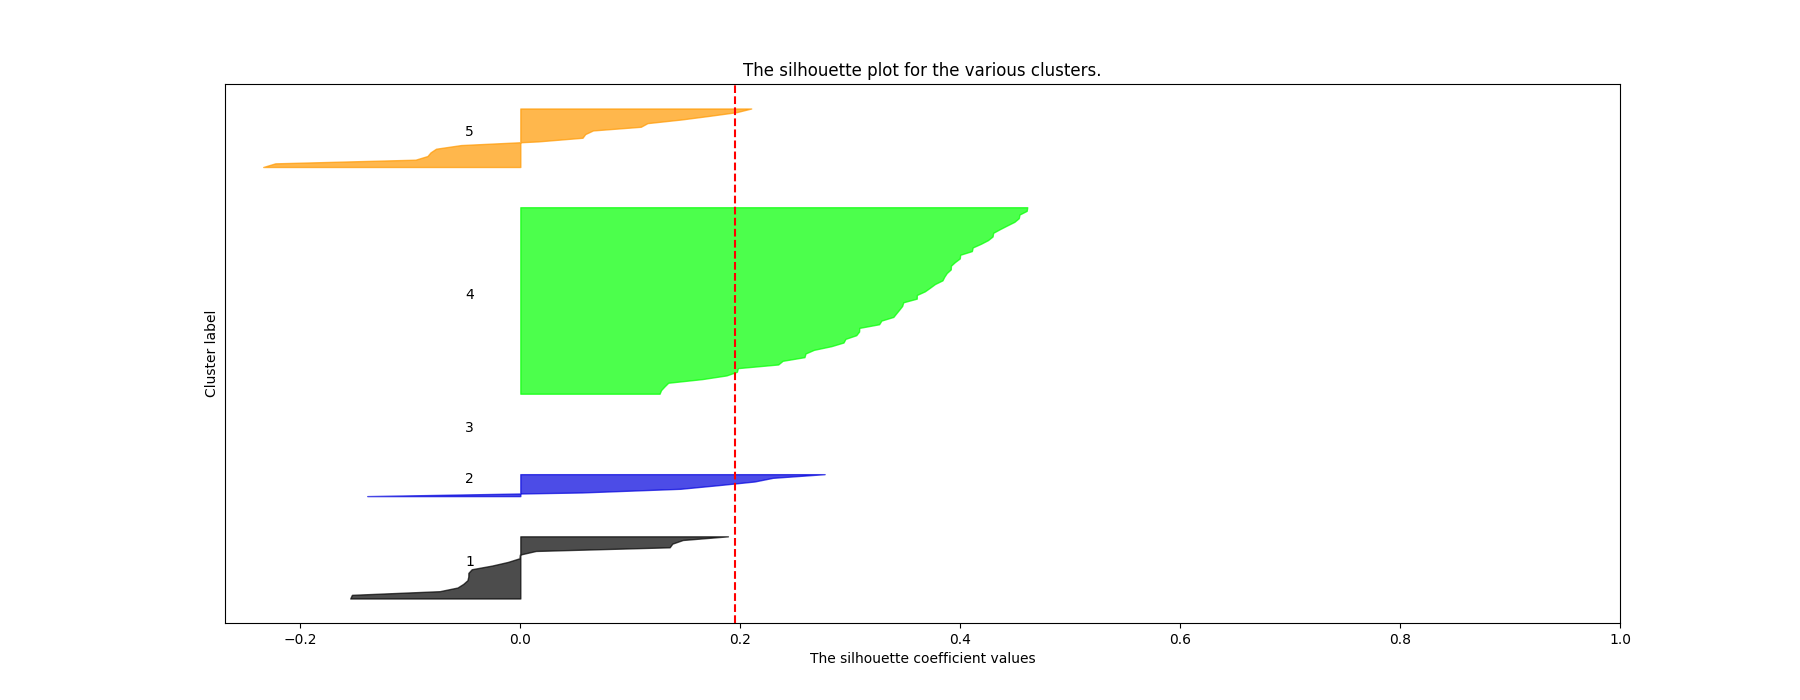 The silhouette plot for the various clusters.
5
4
3
2
1
Cluster label
−0.2 0.0 0.2 0.4 0.6 0.8 1.0
The silhouette coefficient values